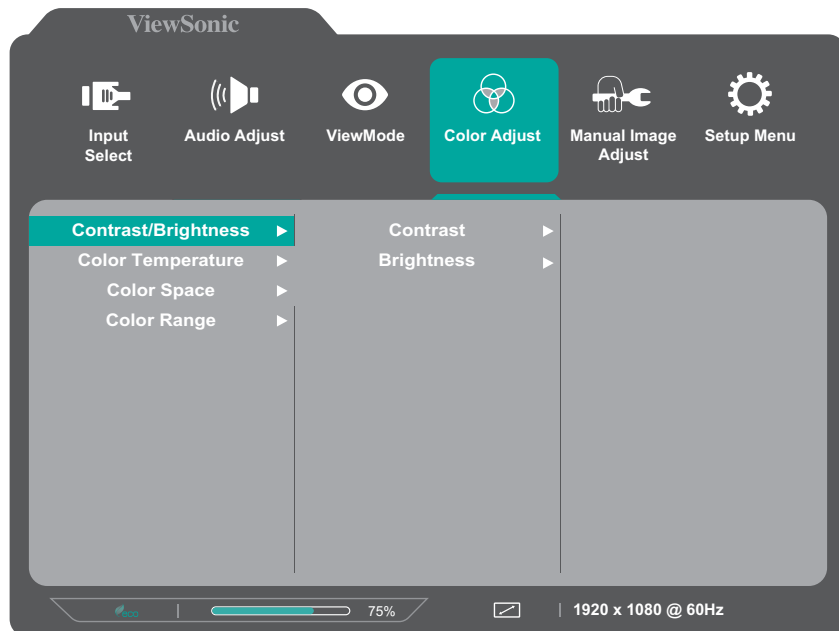 ViewSonic
Input Select
Audio Adjust
ViewMode
Color Adjust
Manual Image Adjust
Setup Menu
Contrast/Brightness
Contrast
Color Temperature
Brightness
Color Space
Color Range
eco
75%
1920 x 1080 @ 60Hz